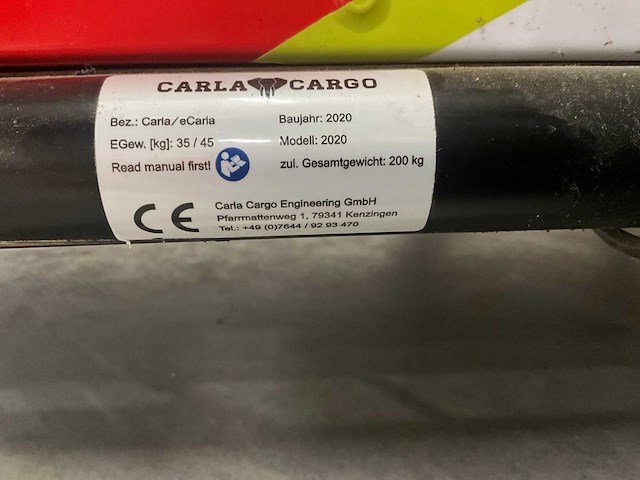 CARLA CARGO
Bez.: Carla/eCarla
Baujahr: 2020
EGew. [kg]: 35 / 45
Modell: 2020
Read manual first!
zul. Gesamtgewicht: 200 kg
CE
Carla Cargo Engineering GmbH
Pfarrmattenweg 1, 79341 Kenzingen
Tel.: +49 (0)7644 / 92 93 470